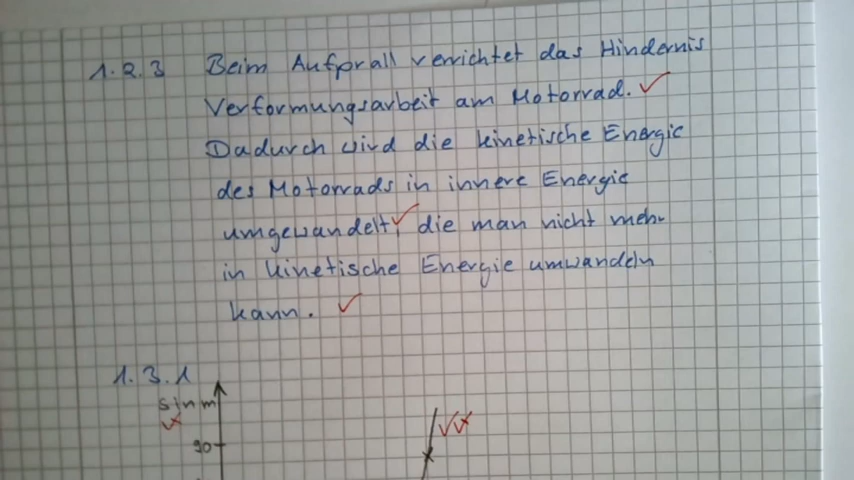 1.2.3 Beim Aufprall verrichtet das Hindernis
Verformungsarbeit am Motorrad.
Dadurch wird die kinetische Energie
des Motorrads in innere Energie
umgewandelt, die man nicht mehr
in kinetische Energie umwandeln
kann.
1.3.1
s in m
90